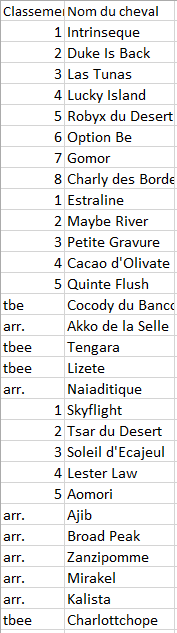 Classemen Nom du cheval
1 Intrinseque
2 Duke Is Back
3 Las Tunas
4 Lucky Island
5 Robyx du Desert
6 Option Be
7 Gomor
8 Charly des Borde
1 Estraline
2 Maybe River
3 Petite Gravure
4 Cacao d'Olivate
5 Quinte Flush
tbe Cocody du Banco
arr. Akko de la Selle
tbee Tengara
tbee Lizete
arr. Naiaditique
1 Skyflight
2 Tsar du Desert
3 Soleil d'Ecajeul
4 Lester Law
5 Aomori
arr. Ajib
arr. Broad Peak
arr. Zanzipomme
arr. Mirakel
arr. Kalista
tbee Charlottchope